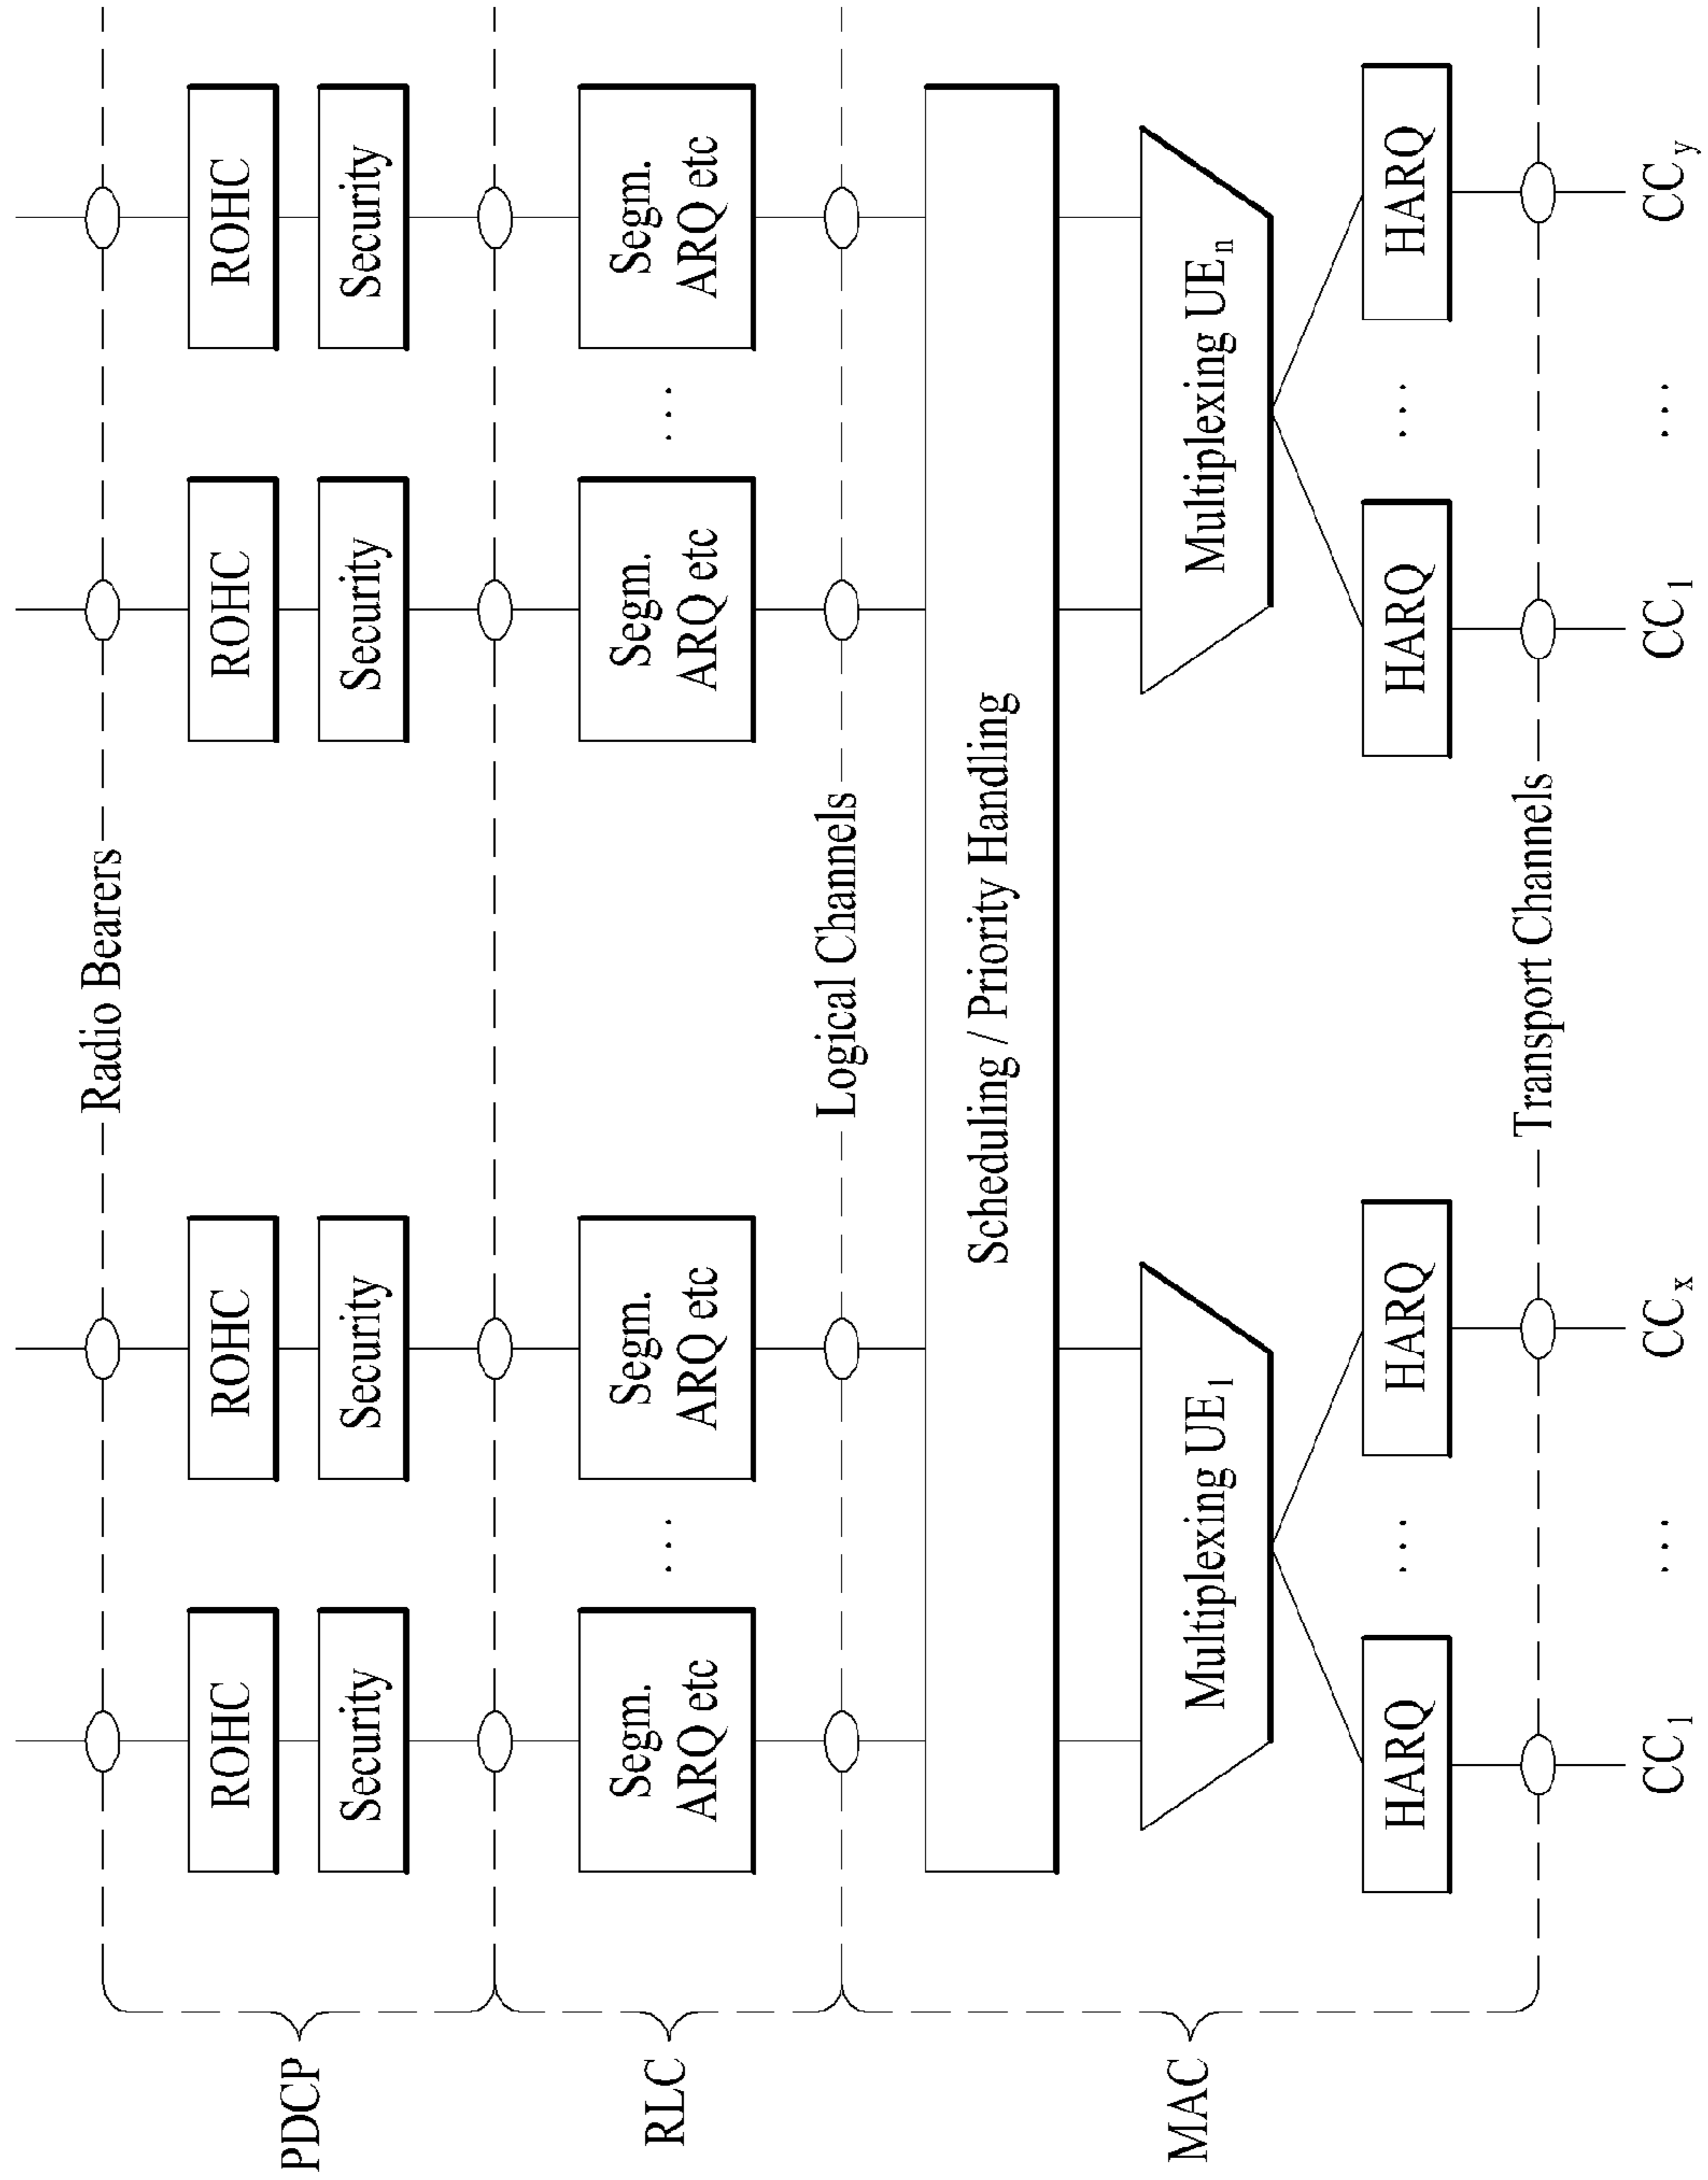 Radio Bearers
ROHC
ROHC
ROHC
ROHC
PDCP
Security
Security
Security
Security
RLC
Segm.
ARQ etc
...
Segm.
ARQ etc
Segm.
ARQ etc
...
Segm.
ARQ etc
Logical Channels
Scheduling / Priority Handling
MAC
Multiplexing UE₁
Multiplexing UEₙ
HARQ
...
HARQ
HARQ
...
HARQ
Transport Channels
CC₁
...
CCₓ
CC₁
...
CC_y